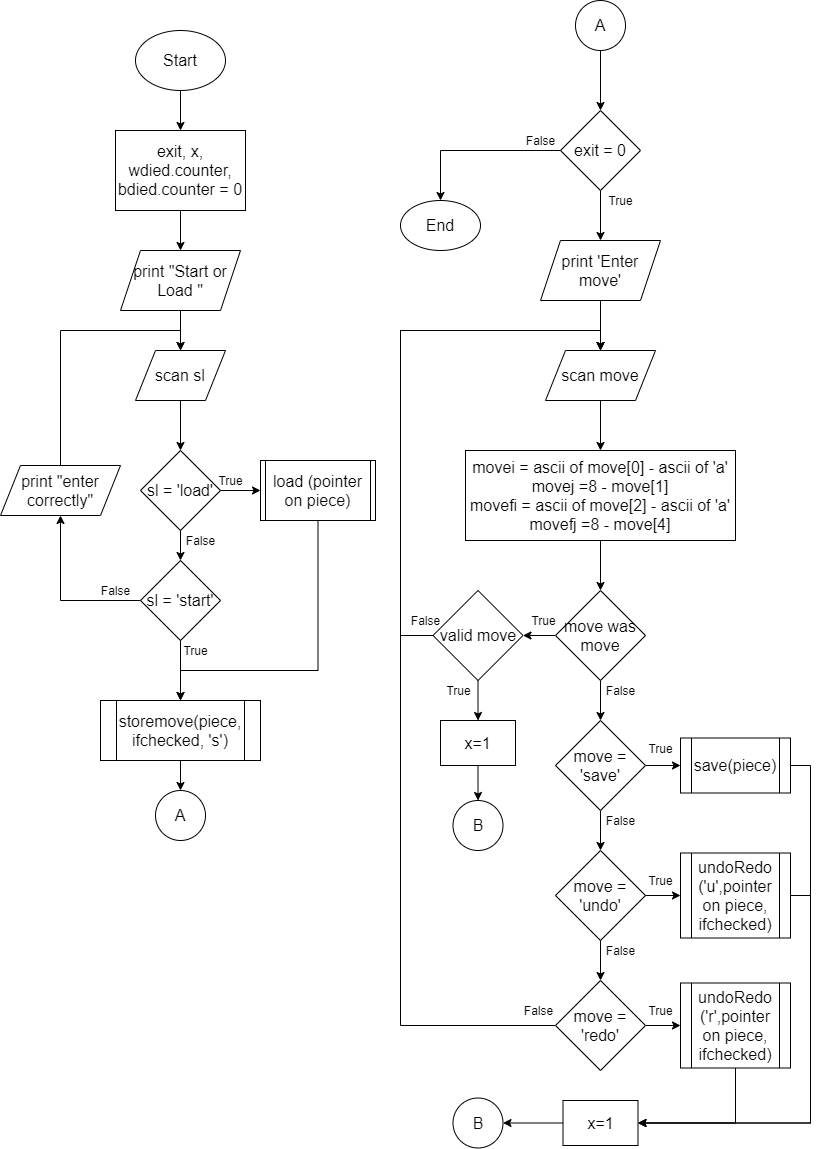 Start
exit, x,
wdied.counter,
bdied.counter = 0
print "Start or
Load "
scan sl
sl = 'load'
True
load (pointer
on piece)
False
print "enter
correctly"
sl = 'start'
False
True
storemove(piece,
ifchecked, 's')
A
A
exit = 0
False
End
True
print 'Enter
move'
scan move
movei = ascii of move[0] - ascii of 'a'
movej =8 - move[1]
movefi = ascii of move[2] - ascii of 'a'
movefj =8 - move[4]
move was
move
True
valid move
False
True
x=1
B
False
move =
'save'
True
save(piece)
False
move =
'undo'
True
undoRedo
('u',pointer
on piece,
ifchecked)
False
move =
'redo'
False
True
undoRedo
('r',pointer
on piece,
ifchecked)
x=1
B